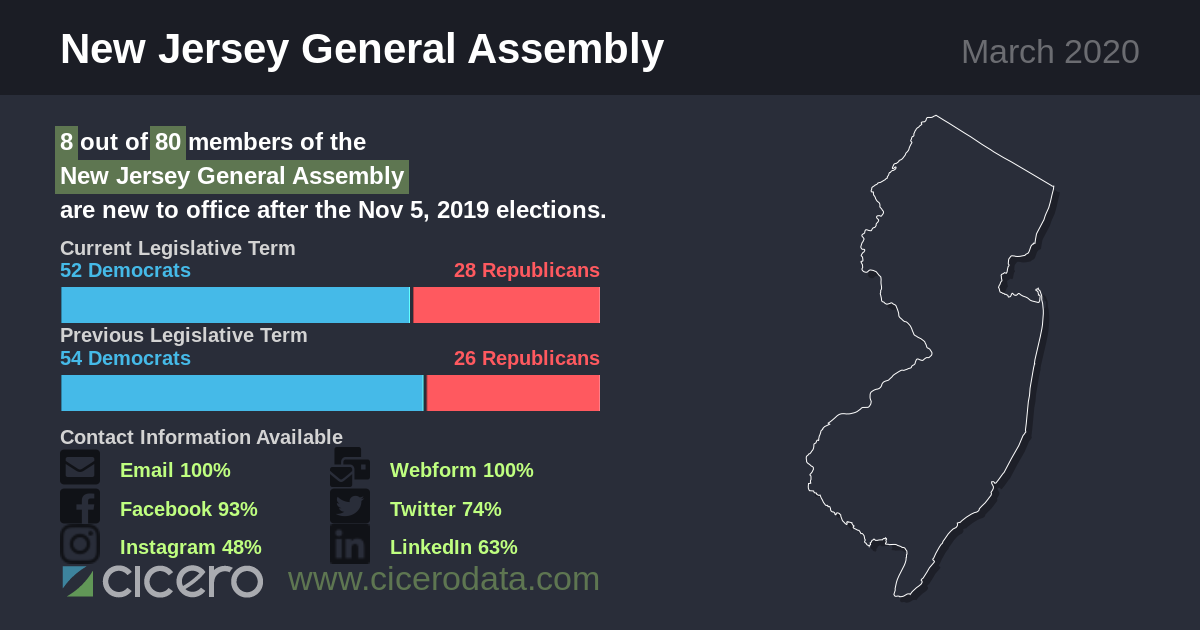 New Jersey General Assembly
March 2020
8 out of 80 members of the
New Jersey General Assembly
are new to office after the Nov 5, 2019 elections.
Current Legislative Term
52 Democrats
28 Republicans
Previous Legislative Term
54 Democrats
26 Republicans
Contact Information Available
Email 100%
Webform 100%
Facebook 93%
Twitter 74%
Instagram 48%
LinkedIn 63%
cicero
www.cicerodata.com